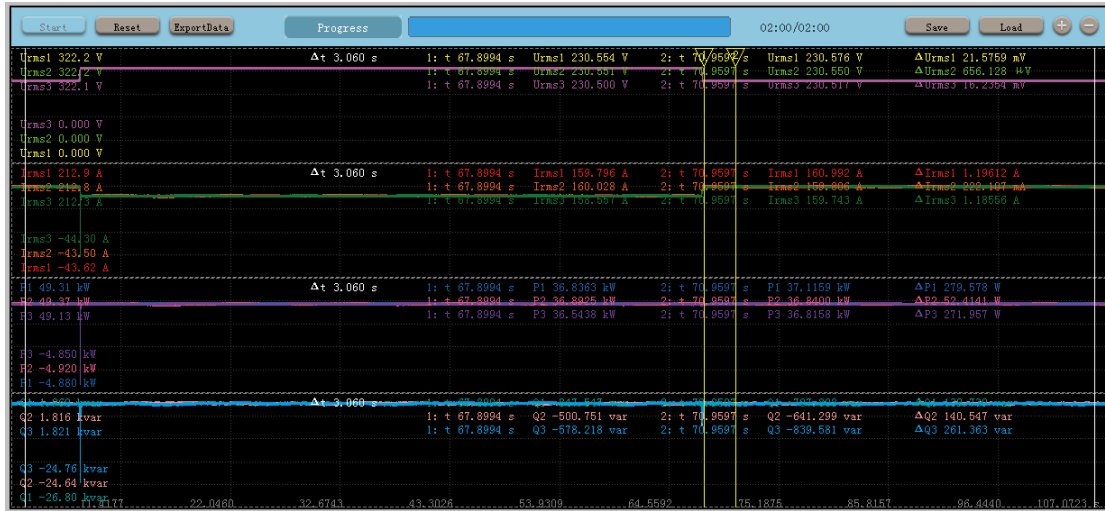 Start Reset ExportData Progress 02:00/02:00 Save Load
Urms1 322.2 V Δt 3.060 s 1: t 67.8994 s Urms1 230.554 V 2: t 70.9597 s Urms1 230.576 V ΔUrms1 21.5759 mV
Urms2 322.2 V 1: t 67.8994 s Urms2 230.551 V 2: t 70.9597 s Urms2 230.550 V ΔUrms2 656.128 μV
Urms3 322.1 V 1: t 67.8994 s Urms3 230.500 V 2: t 70.9597 s Urms3 230.517 V ΔUrms3 16.2354 mV
Urms3 0.000 V
Urms2 0.000 V
Urms1 0.000 V
Irms1 212.9 A Δt 3.060 s 1: t 67.8994 s Irms1 159.796 A 2: t 70.9597 s Irms1 160.992 A ΔIrms1 1.19612 A
Irms2 212.8 A 1: t 67.8994 s Irms2 160.028 A 2: t 70.9597 s Irms2 159.806 A ΔIrms2 222.107 mA
Irms3 212.3 A 1: t 67.8994 s Irms3 158.557 A 2: t 70.9597 s Irms3 159.743 A ΔIrms3 1.18556 A
Irms3 -44.30 A
Irms2 -43.50 A
Irms1 -43.62 A
P1 49.31 kW Δt 3.060 s 1: t 67.8994 s P1 36.8363 kW 2: t 70.9597 s P1 37.1159 kW ΔP1 279.578 W
P2 49.37 kW 1: t 67.8994 s P2 36.8925 kW 2: t 70.9597 s P2 36.8400 kW ΔP2 52.4141 W
P3 49.13 kW 1: t 67.8994 s P3 36.5438 kW 2: t 70.9597 s P3 36.8158 kW ΔP3 271.957 W
P3 -4.850 kW
P2 -4.920 kW
P1 -4.880 kW
Δt 3.060 s
Q2 1.816 kvar 1: t 67.8994 s Q2 -500.751 var 2: t 70.9597 s Q2 -641.299 var ΔQ2 140.547 var
Q3 1.821 kvar 1: t 67.8994 s Q3 -578.218 var 2: t 70.9597 s Q3 -839.581 var ΔQ3 261.363 var
Q3 -24.76 kvar
Q2 -24.64 kvar
Q1 -26.80 kvar
11.4177 22.0460 32.6743 43.3026 53.9309 64.5592 75.1875 85.8157 96.4440 107.0723 s